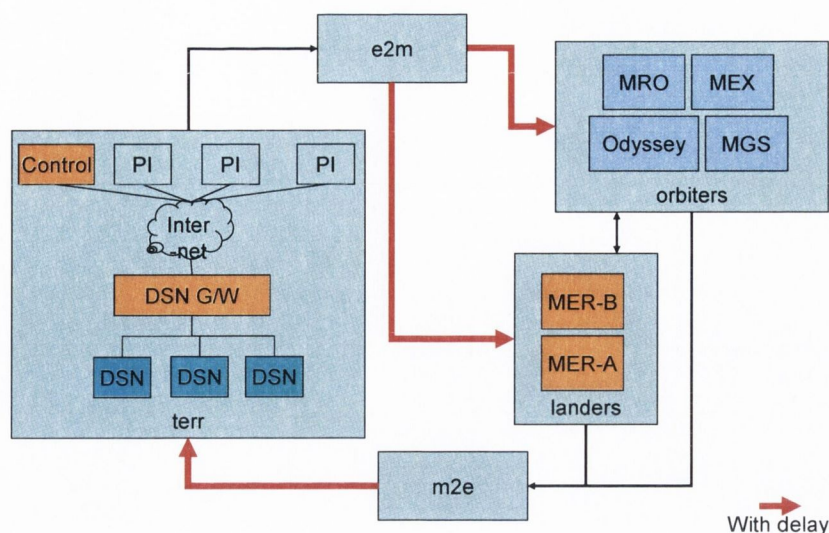 e2m
MRO
MEX
Odyssey
MGS
orbiters
Control
PI
PI
PI
Inter
-net
DSN G/W
DSN
DSN
DSN
terr
MER-B
MER-A
landers
m2e
With delay